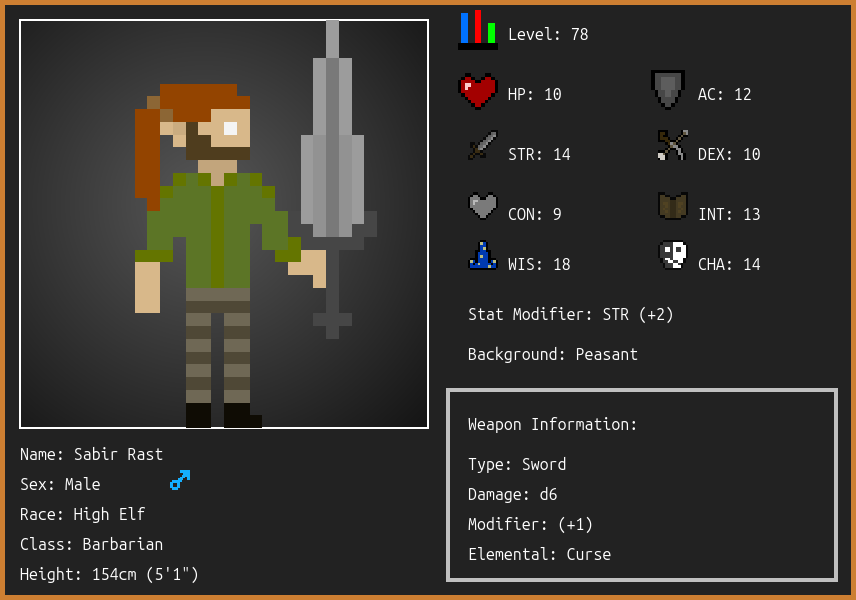 Level: 78
HP: 10
AC: 12
STR: 14
DEX: 10
CON: 9
INT: 13
WIS: 18
CHA: 14
Stat Modifier: STR (+2)
Background: Peasant
Weapon Information:
Type: Sword
Damage: d6
Modifier: (+1)
Elemental: Curse
Name: Sabir Rast
Sex: Male
Race: High Elf
Class: Barbarian
Height: 154cm (5'1")